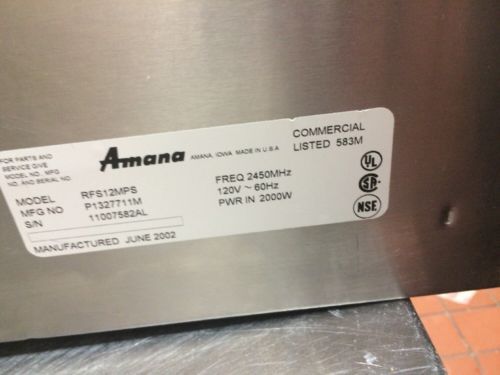 FOR PARTS AND
SERVICE GIVE
MODEL NO., MFG
NO. AND SERIAL NO.
Amana AMANA, IOWA MADE IN U.S.A
COMMERCIAL
LISTED 583M
MODEL RFS12MPS
MFG NO P1327711M
S/N 11007582AL
FREQ 2450MHz
120V ~ 60Hz
PWR IN 2000W
UL
SA
NSF
MANUFACTURED JUNE 2002